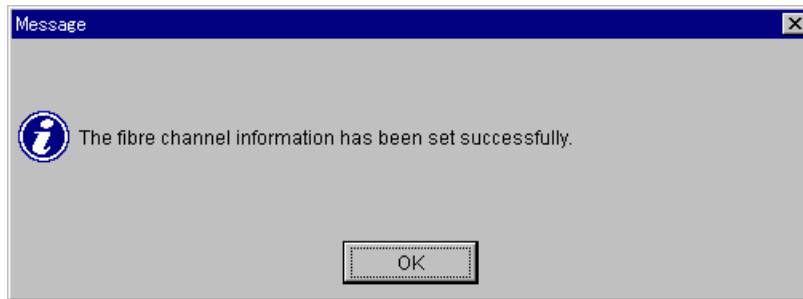 Message
The fibre channel information has been set successfully.
OK